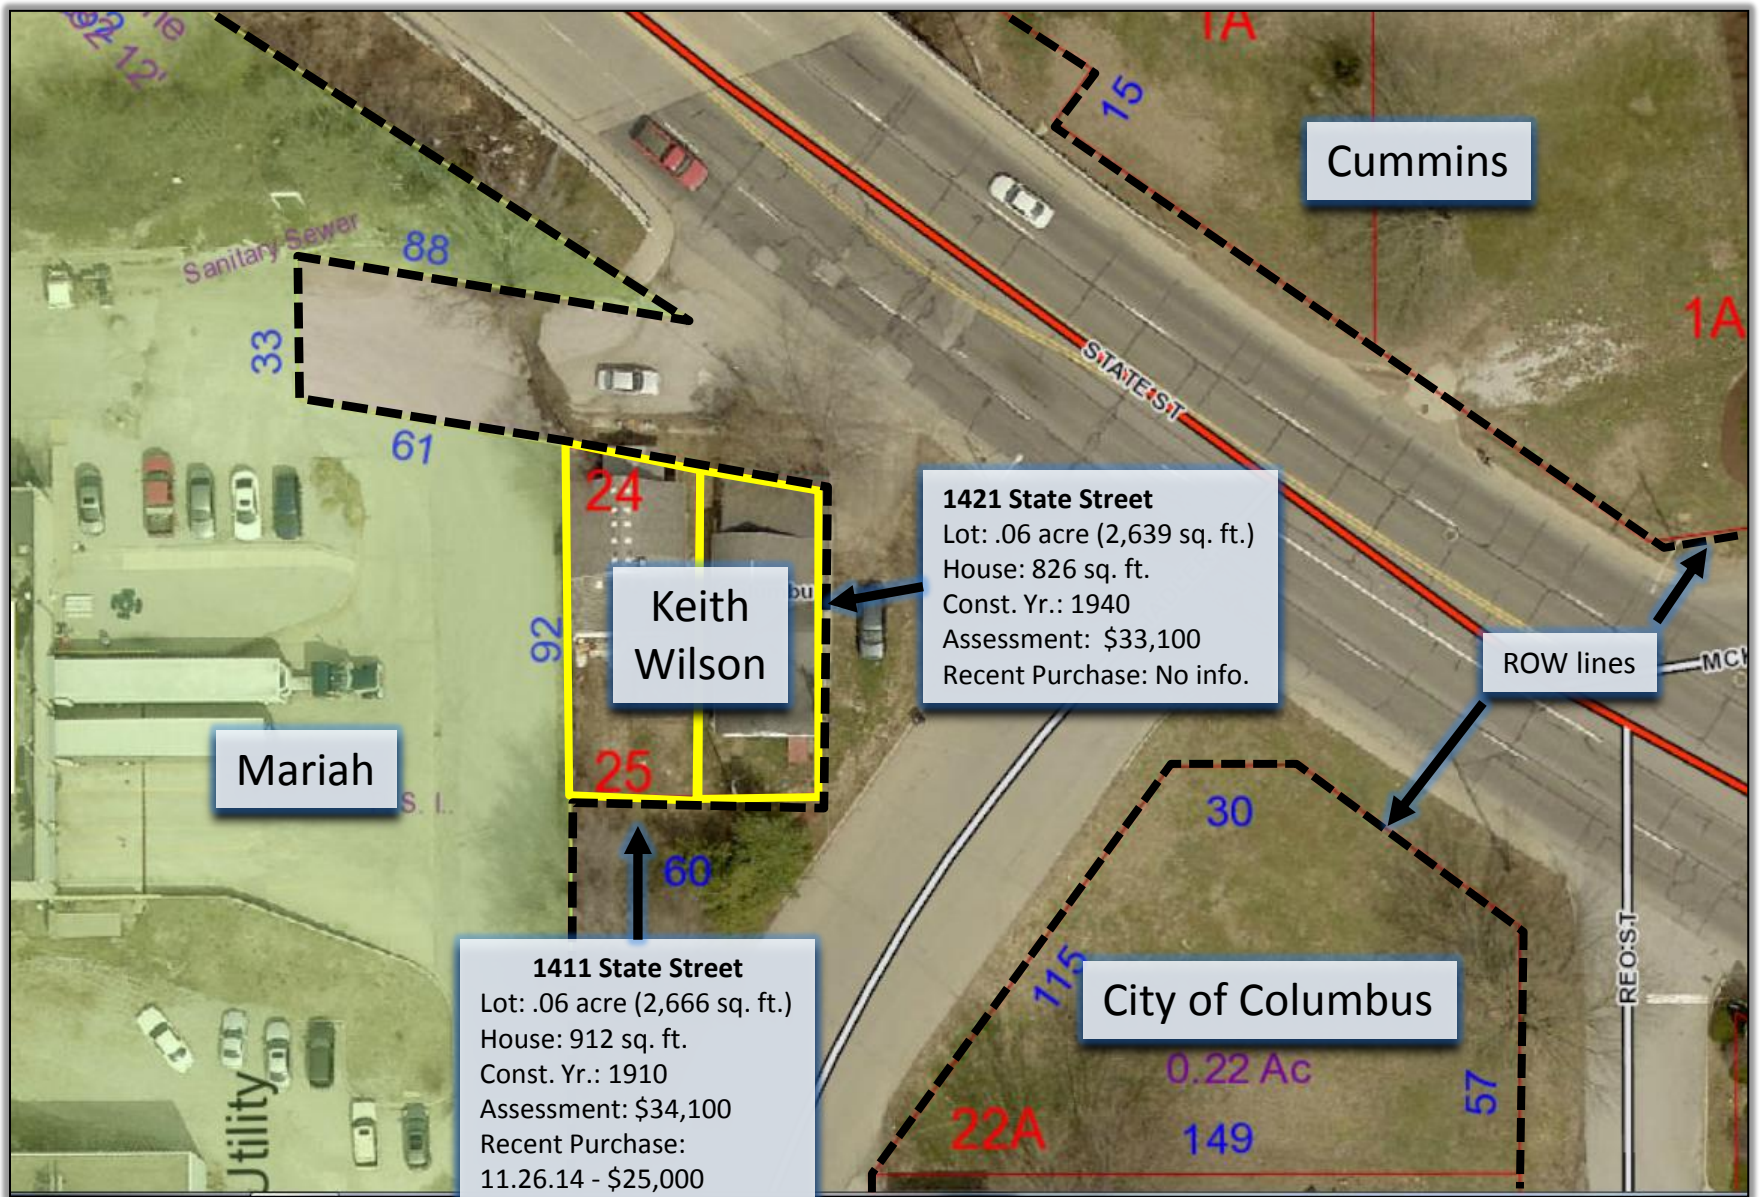 92 12'
1A
15
Cummins
Sanitary Sewer
88
33
1A
STATE ST
61
24
1421 State Street
Lot: .06 acre (2,639 sq. ft.)
House: 826 sq. ft.
Const. Yr.: 1940
Assessment: $33,100
Recent Purchase: No info.
Keith
Wilson
92
ROW lines
Mariah
25
S. I.
30
60
REO ST
1411 State Street
Lot: .06 acre (2,666 sq. ft.)
House: 912 sq. ft.
Const. Yr.: 1910
Assessment: $34,100
Recent Purchase:
11.26.14 - $25,000
115
City of Columbus
0.22 Ac
57
22A
149
Utility